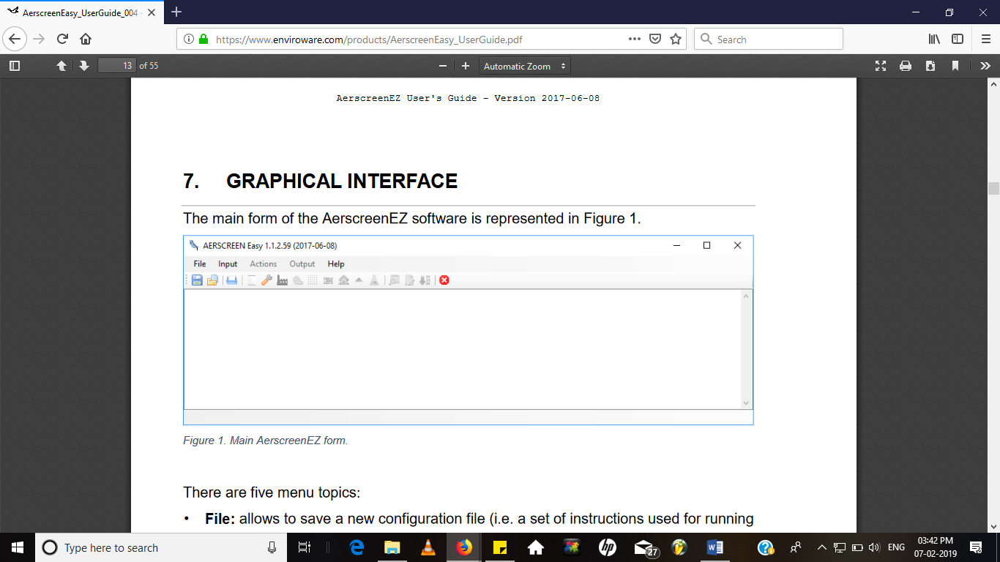 AerscreenEasy_UserGuide_004
https://www.enviroware.com/products/AerscreenEasy_UserGuide.pdf
Search
13 of 55
Automatic Zoom
AerscreenEZ User's Guide - Version 2017-06-08
7. GRAPHICAL INTERFACE
The main form of the AerscreenEZ software is represented in Figure 1.
AERSCREEN Easy 1.1.2.59 (2017-06-08)
File Input Actions Output Help
Figure 1. Main AerscreenEZ form.
There are five menu topics:
• File: allows to save a new configuration file (i.e. a set of instructions used for running
Type here to search
27
ENG
03:42 PM
07-02-2019